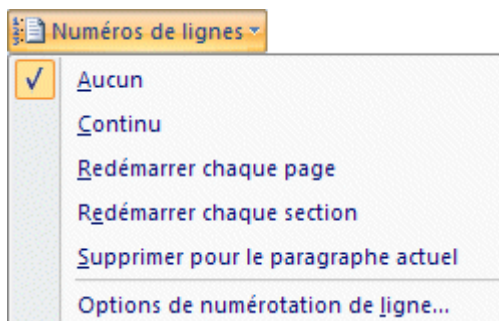 Numéros de lignes
Aucun
Continu
Redémarrer chaque page
Redémarrer chaque section
Supprimer pour le paragraphe actuel
Options de numérotation de ligne...